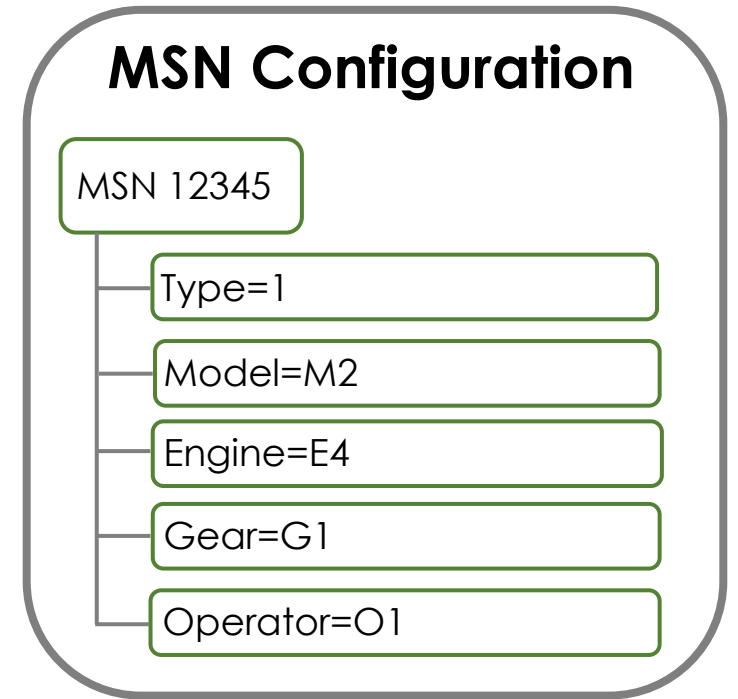 MSN Configuration
MSN 12345
Type=1
Model=M2
Engine=E4
Gear=G1
Operator=O1